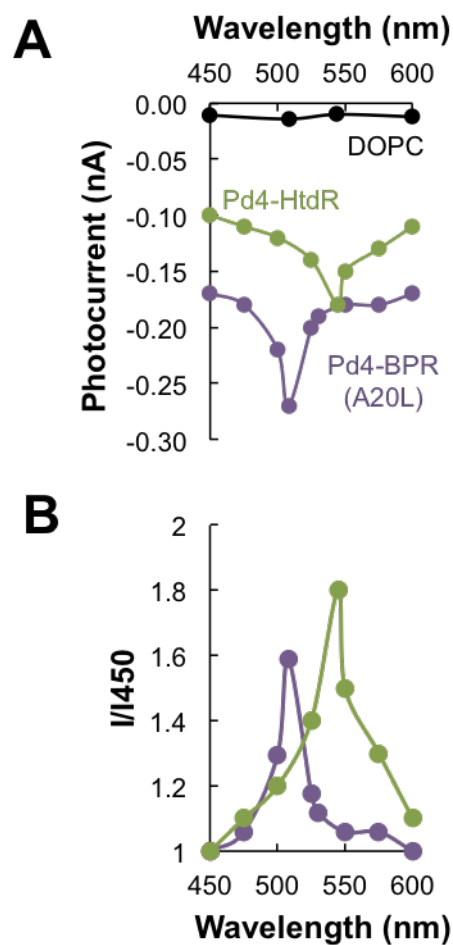 A
Wavelength (nm)
450 500 550 600
Photocurrent (nA)
0.00
-0.05
-0.10
-0.15
-0.20
-0.25
-0.30
DOPC
Pd4-HtdR
Pd4-BPR
(A20L)
B
I/I450
2
1.8
1.6
1.4
1.2
1
450 500 550 600
Wavelength (nm)